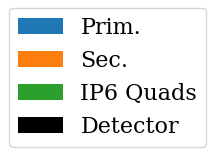 Prim.
Sec.
IP6 Quads
Detector